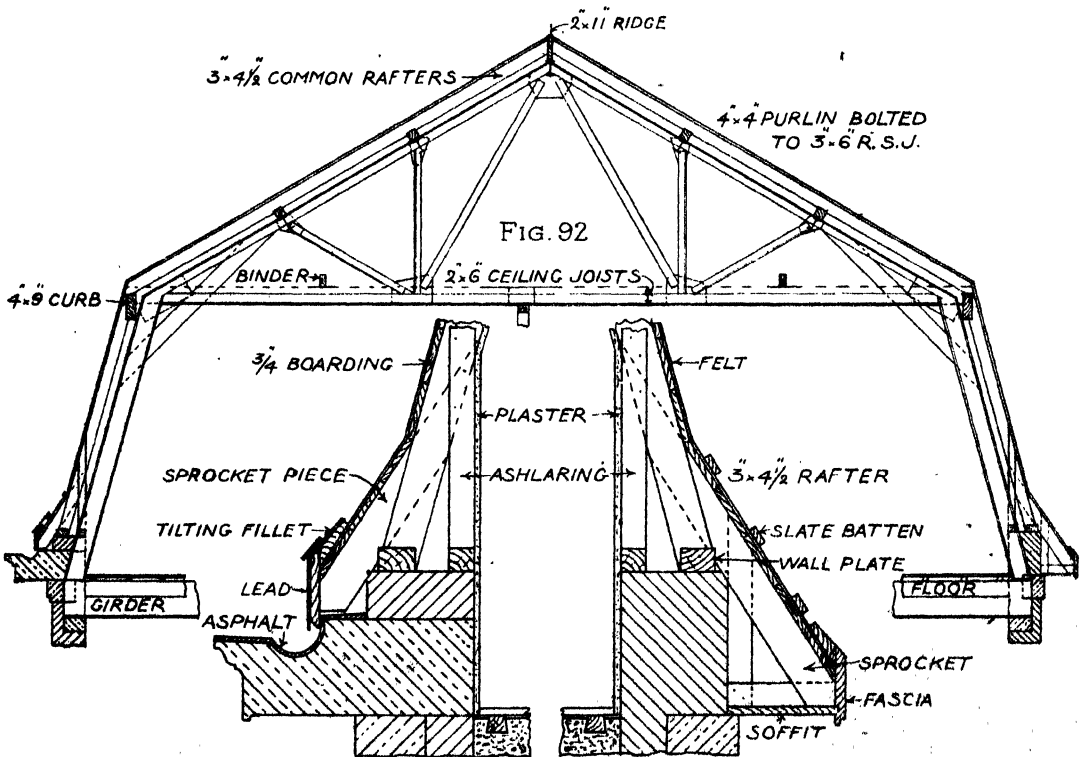 2"x11" RIDGE
3"x4½" COMMON RAFTERS
4"x4" PURLIN BOLTED
TO 3"x6" R.S.J.
FIG. 92
BINDER
2"x6" CEILING JOISTS
4"x9" CURB
¾" BOARDING
FELT
PLASTER
SPROCKET PIECE
ASHLARING
3"x4½" RAFTER
TILTING FILLET
SLATE BATTEN
WALL PLATE
LEAD
GIRDER
FLOOR
ASPHALT
SPROCKET
FASCIA
SOFFIT